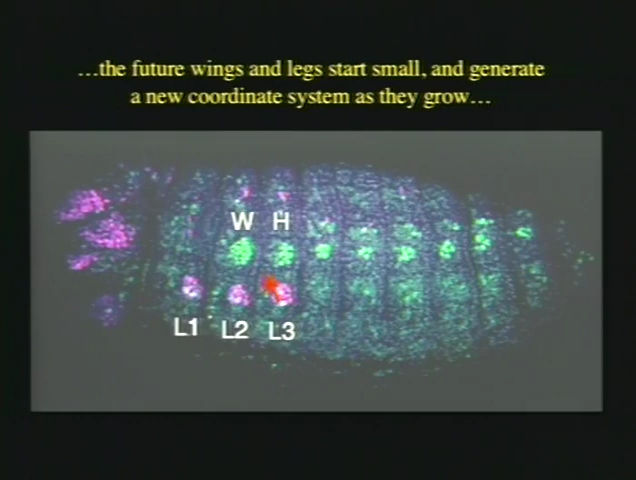 ...the future wings and legs start small, and generate
a new coordinate system as they grow...
W H
L1 L2 L3